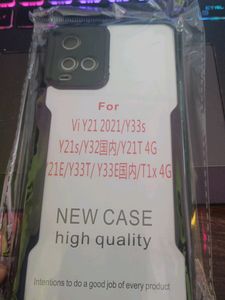 For
Vi Y21 2021/Y33s
Y21s/Y32国内/Y21T 4G
Y21E/Y33T/ Y33E国内/T1x 4G
NEW CASE
high quality
Intentions to do a good job of every product